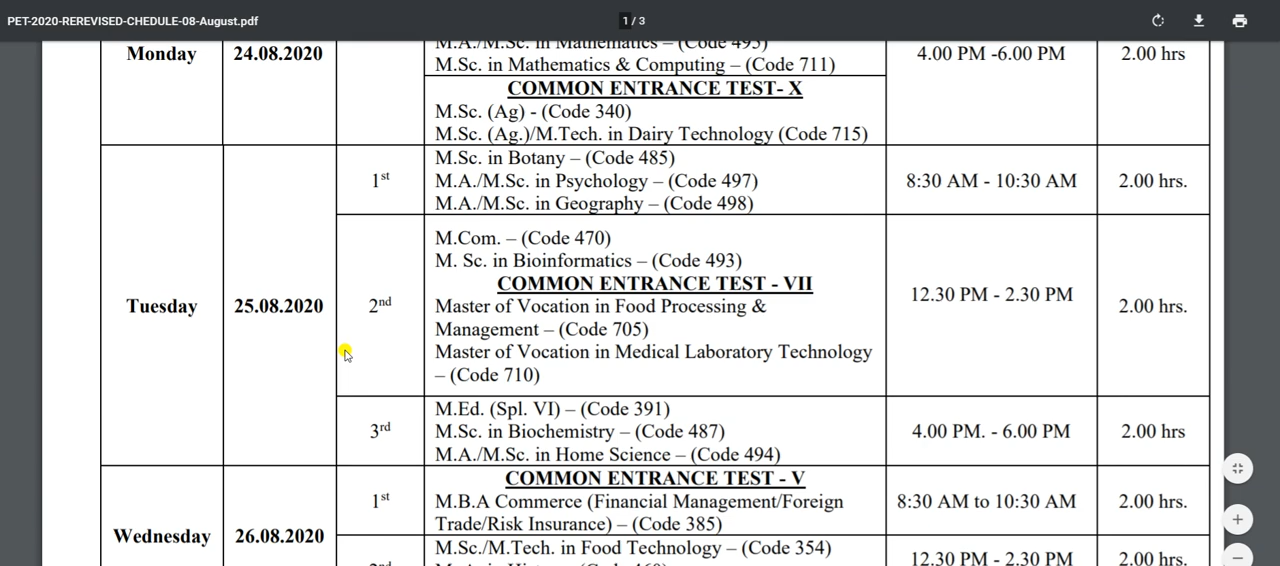 PET-2020-REREVISED-CHEDULE-08-August.pdf
1 / 3
Monday
24.08.2020
M.A./M.Sc. in Mathematics – (Code 495)
M.Sc. in Mathematics & Computing – (Code 711)
COMMON ENTRANCE TEST- X
M.Sc. (Ag) - (Code 340)
M.Sc. (Ag.)/M.Tech. in Dairy Technology (Code 715)
4.00 PM -6.00 PM
2.00 hrs
Tuesday
25.08.2020
1st
M.Sc. in Botany – (Code 485)
M.A./M.Sc. in Psychology – (Code 497)
M.A./M.Sc. in Geography – (Code 498)
8:30 AM - 10:30 AM
2.00 hrs.
2nd
M.Com. – (Code 470)
M. Sc. in Bioinformatics – (Code 493)
COMMON ENTRANCE TEST - VII
Master of Vocation in Food Processing &
Management – (Code 705)
Master of Vocation in Medical Laboratory Technology
– (Code 710)
12.30 PM - 2.30 PM
2.00 hrs.
3rd
M.Ed. (Spl. VI) – (Code 391)
M.Sc. in Biochemistry – (Code 487)
M.A./M.Sc. in Home Science – (Code 494)
4.00 PM. - 6.00 PM
2.00 hrs
Wednesday
26.08.2020
1st
COMMON ENTRANCE TEST - V
M.B.A Commerce (Financial Management/Foreign
Trade/Risk Insurance) – (Code 385)
8:30 AM to 10:30 AM
2.00 hrs.
2nd
M.Sc./M.Tech. in Food Technology – (Code 354)
12.30 PM - 2.30 PM
2.00 hrs.